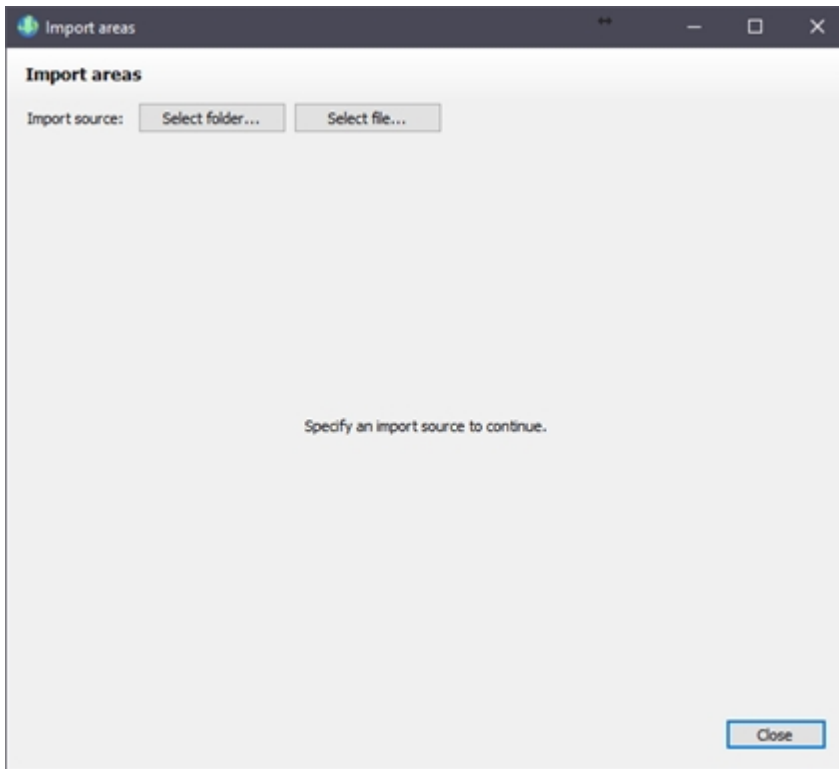 Import areas
Import areas
Import source: Select folder... Select file...
Specify an import source to continue.
Close